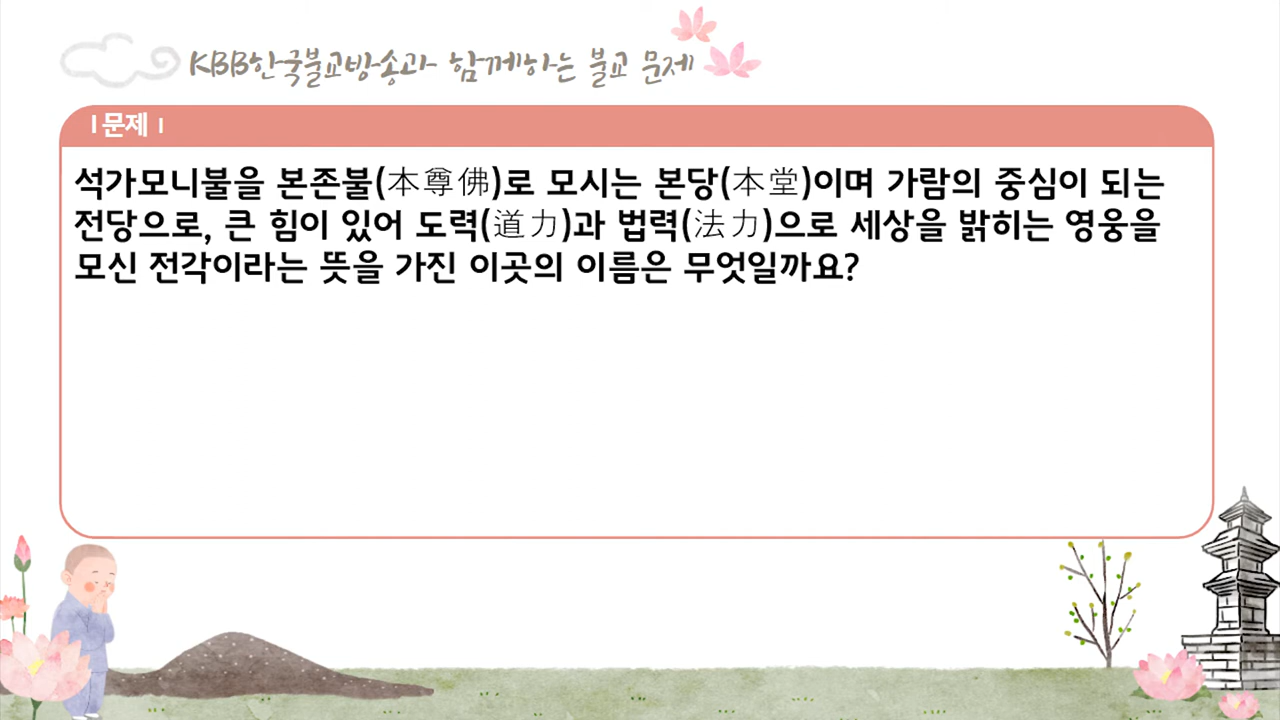 KBB한국불교방송과 함께하는 불교 문제
| 문제 |
석가모니불을 본존불(本尊佛)로 모시는 본당(本堂)이며 가람의 중심이 되는
전당으로, 큰 힘이 있어 도력(道力)과 법력(法力)으로 세상을 밝히는 영웅을
모신 전각이라는 뜻을 가진 이곳의 이름은 무엇일까요?